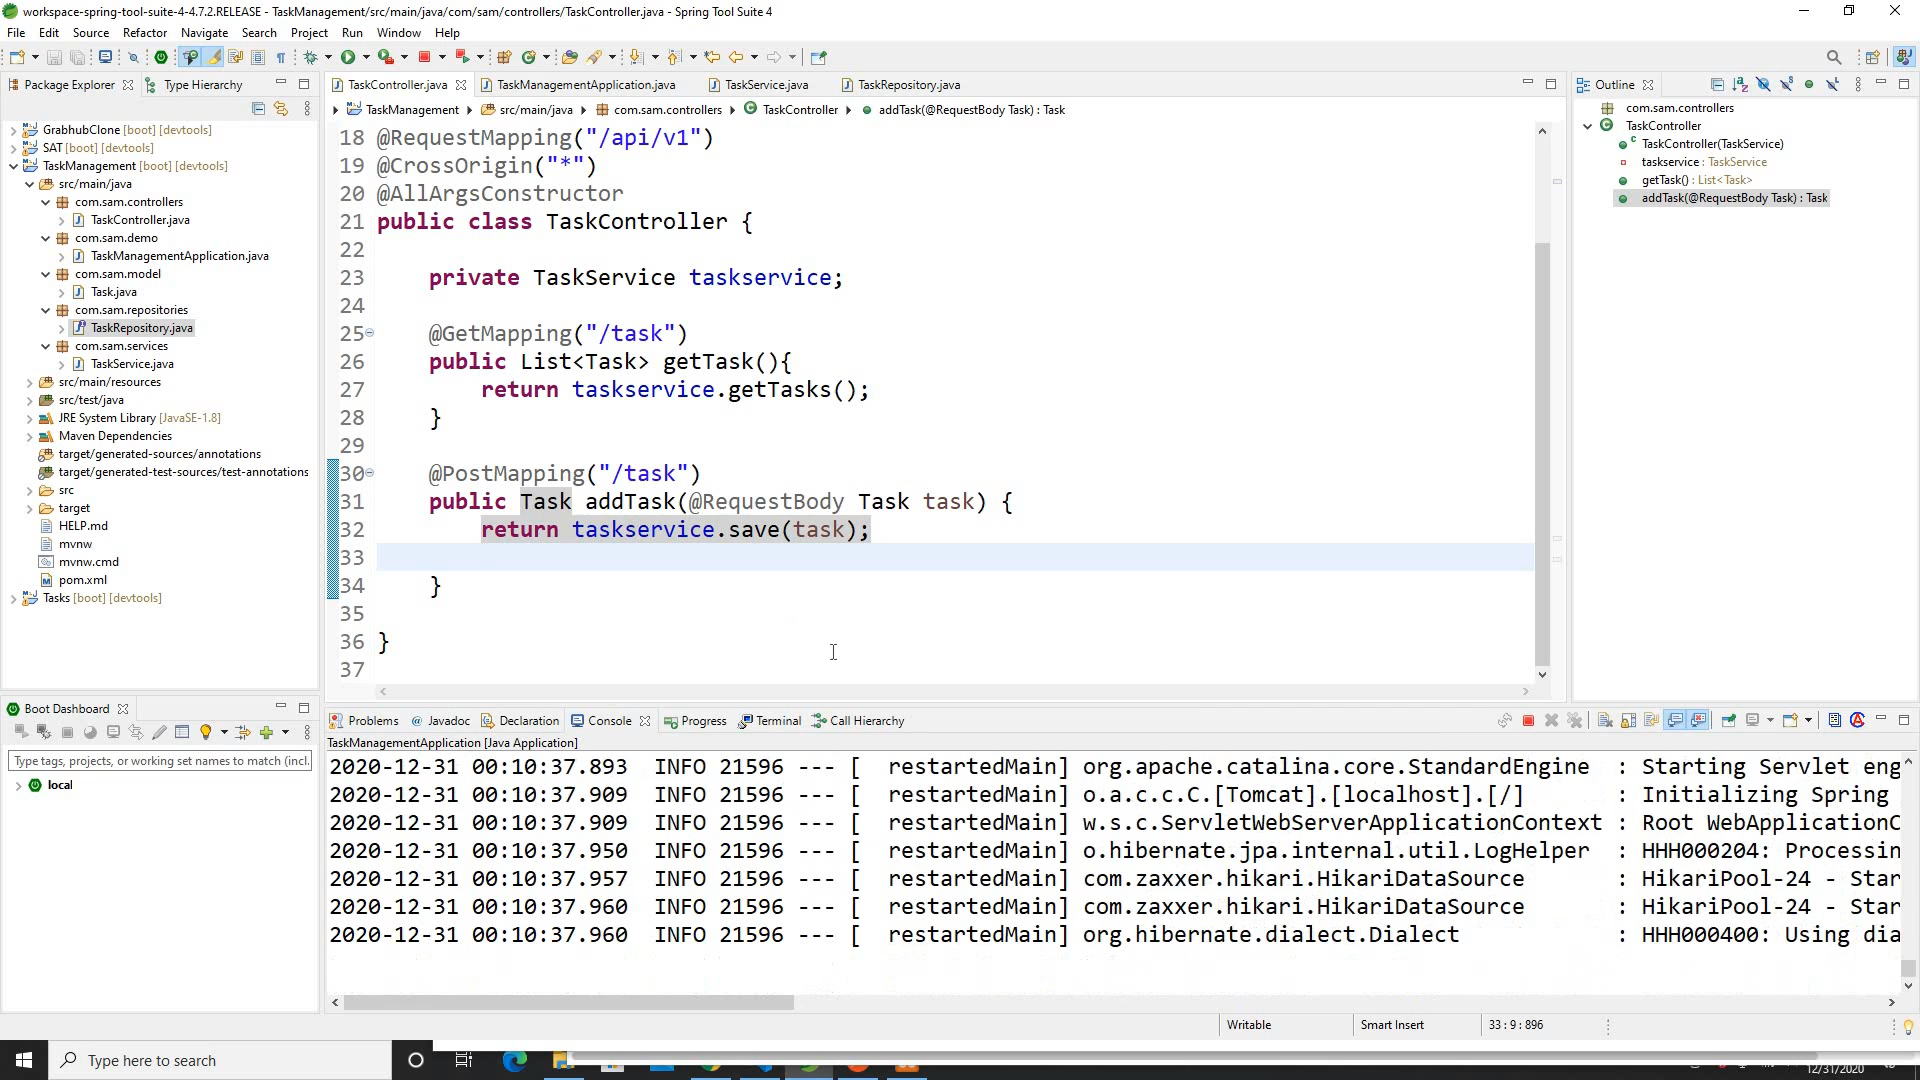 workspace-spring-tool-suite-4-4.7.2.RELEASE - TaskManagement/src/main/java/com/sam/controllers/TaskController.java - Spring Tool Suite 4
File Edit Source Refactor Navigate Search Project Run Window Help
Package Explorer Type Hierarchy
GrabhubClone [boot] [devtools]
SAT [boot] [devtools]
TaskManagement [boot] [devtools]
src/main/java
com.sam.controllers
TaskController.java
com.sam.demo
TaskManagementApplication.java
com.sam.model
Task.java
com.sam.repositories
TaskRepository.java
com.sam.services
TaskService.java
src/main/resources
src/test/java
JRE System Library [JavaSE-1.8]
Maven Dependencies
target/generated-sources/annotations
target/generated-test-sources/test-annotations
src
target
HELP.md
mvnw
mvnw.cmd
pom.xml
Tasks [boot] [devtools]
TaskController.java TaskManagementApplication.java TaskService.java TaskRepository.java
TaskManagement src/main/java com.sam.controllers TaskController addTask(@RequestBody Task) : Task
18 @RequestMapping("/api/v1")
19 @CrossOrigin("*")
20 @AllArgsConstructor
21 public class TaskController {
22
23 private TaskService taskservice;
24
25 @GetMapping("/task")
26 public List<Task> getTask(){
27 return taskservice.getTasks();
28 }
29
30 @PostMapping("/task")
31 public Task addTask(@RequestBody Task task) {
32 return taskservice.save(task);
33
34 }
35
36 }
37
Outline
com.sam.controllers
TaskController
TaskController(TaskService)
taskservice : TaskService
getTask() : List<Task>
addTask(@RequestBody Task) : Task
Boot Dashboard
Type tags, projects, or working set names to match (incl.
local
Problems Javadoc Declaration Console Progress Terminal Call Hierarchy
TaskManagementApplication [Java Application]
2020-12-31 00:10:37.893 INFO 21596 --- [ restartedMain] org.apache.catalina.core.StandardEngine : Starting Servlet eng
2020-12-31 00:10:37.909 INFO 21596 --- [ restartedMain] o.a.c.c.C.[Tomcat].[localhost].[/] : Initializing Spring
2020-12-31 00:10:37.909 INFO 21596 --- [ restartedMain] w.s.c.ServletWebServerApplicationContext : Root WebApplicationC
2020-12-31 00:10:37.950 INFO 21596 --- [ restartedMain] o.hibernate.jpa.internal.util.LogHelper : HHH000204: Processin
2020-12-31 00:10:37.957 INFO 21596 --- [ restartedMain] com.zaxxer.hikari.HikariDataSource : HikariPool-24 - Star
2020-12-31 00:10:37.960 INFO 21596 --- [ restartedMain] com.zaxxer.hikari.HikariDataSource : HikariPool-24 - Star
2020-12-31 00:10:37.960 INFO 21596 --- [ restartedMain] org.hibernate.dialect.Dialect : HHH000400: Using dia
Writable Smart Insert 33 : 9 : 896
Type here to search
12/31/2020